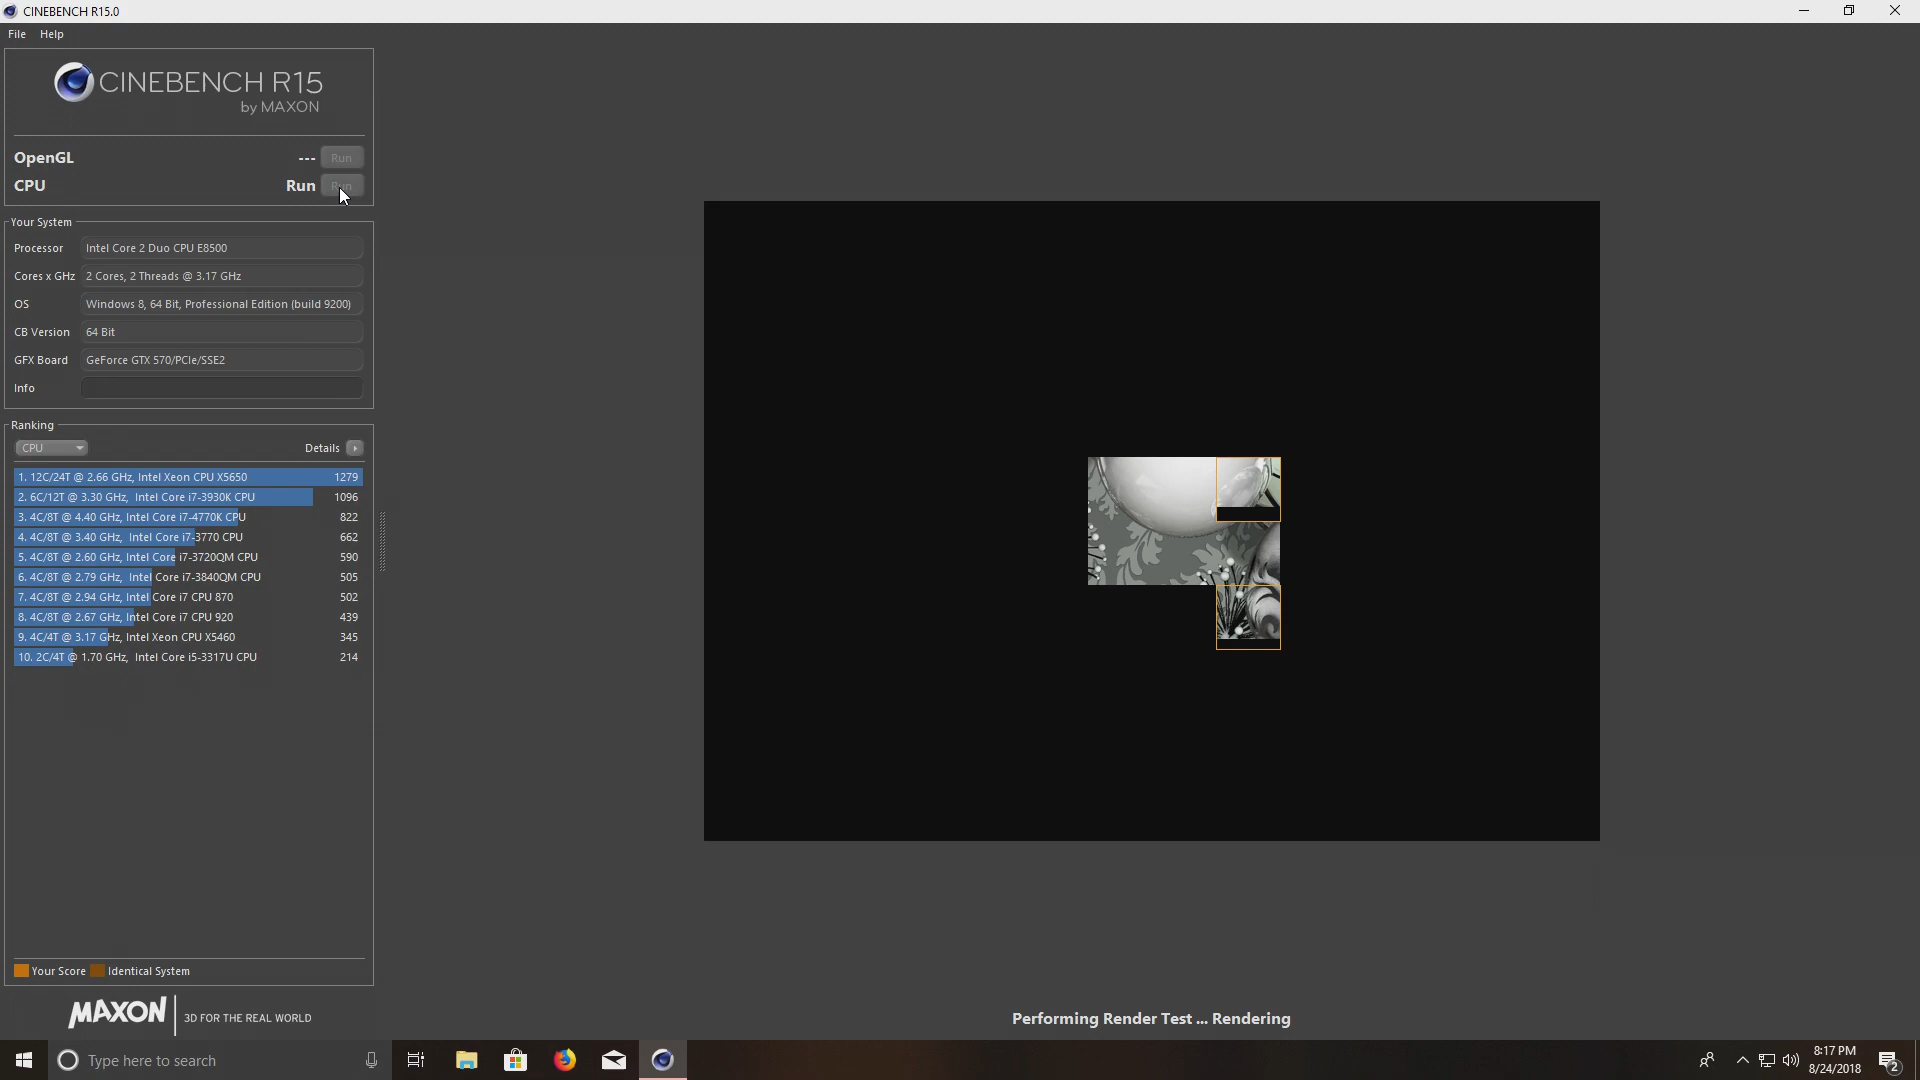 CINEBENCH R15.0
File Help
CINEBENCH R15
by MAXON
OpenGL --- Run
CPU Run Run
Your System
Processor Intel Core 2 Duo CPU E8500
Cores x GHz 2 Cores, 2 Threads @ 3.17 GHz
OS Windows 8, 64 Bit, Professional Edition (build 9200)
CB Version 64 Bit
GFX Board GeForce GTX 570/PCIe/SSE2
Info
Ranking
CPU Details
1. 12C/24T @ 2.66 GHz, Intel Xeon CPU X5650 1279
2. 6C/12T @ 3.30 GHz, Intel Core i7-3930K CPU 1096
3. 4C/8T @ 4.40 GHz, Intel Core i7-4770K CPU 822
4. 4C/8T @ 3.40 GHz, Intel Core i7-3770 CPU 662
5. 4C/8T @ 2.60 GHz, Intel Core i7-3720QM CPU 590
6. 4C/8T @ 2.79 GHz, Intel Core i7-3840QM CPU 505
7. 4C/8T @ 2.94 GHz, Intel Core i7 CPU 870 502
8. 4C/8T @ 2.67 GHz, Intel Core i7 CPU 920 439
9. 4C/4T @ 3.17 GHz, Intel Xeon CPU X5460 345
10. 2C/4T @ 1.70 GHz, Intel Core i5-3317U CPU 214
Your Score Identical System
MAXON 3D FOR THE REAL WORLD
Performing Render Test ... Rendering
Type here to search
8:17 PM
8/24/2018
2